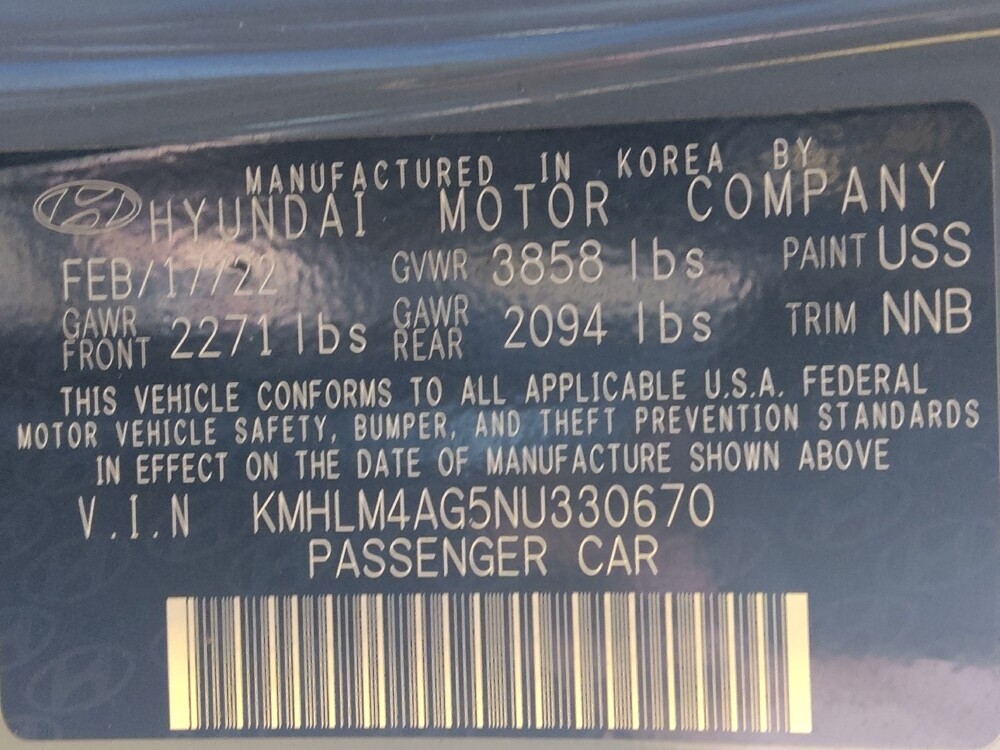 MANUFACTURED IN KOREA BY
HYUNDAI MOTOR COMPANY
FEB/17/22 GVWR 3858 lbs PAINT USS
GAWR FRONT 2271 lbs GAWR REAR 2094 lbs TRIM NNB
THIS VEHICLE CONFORMS TO ALL APPLICABLE U.S.A. FEDERAL
MOTOR VEHICLE SAFETY, BUMPER, AND THEFT PREVENTION STANDARDS
IN EFFECT ON THE DATE OF MANUFACTURE SHOWN ABOVE
V.I.N KMHLM4AG5NU330670
PASSENGER CAR